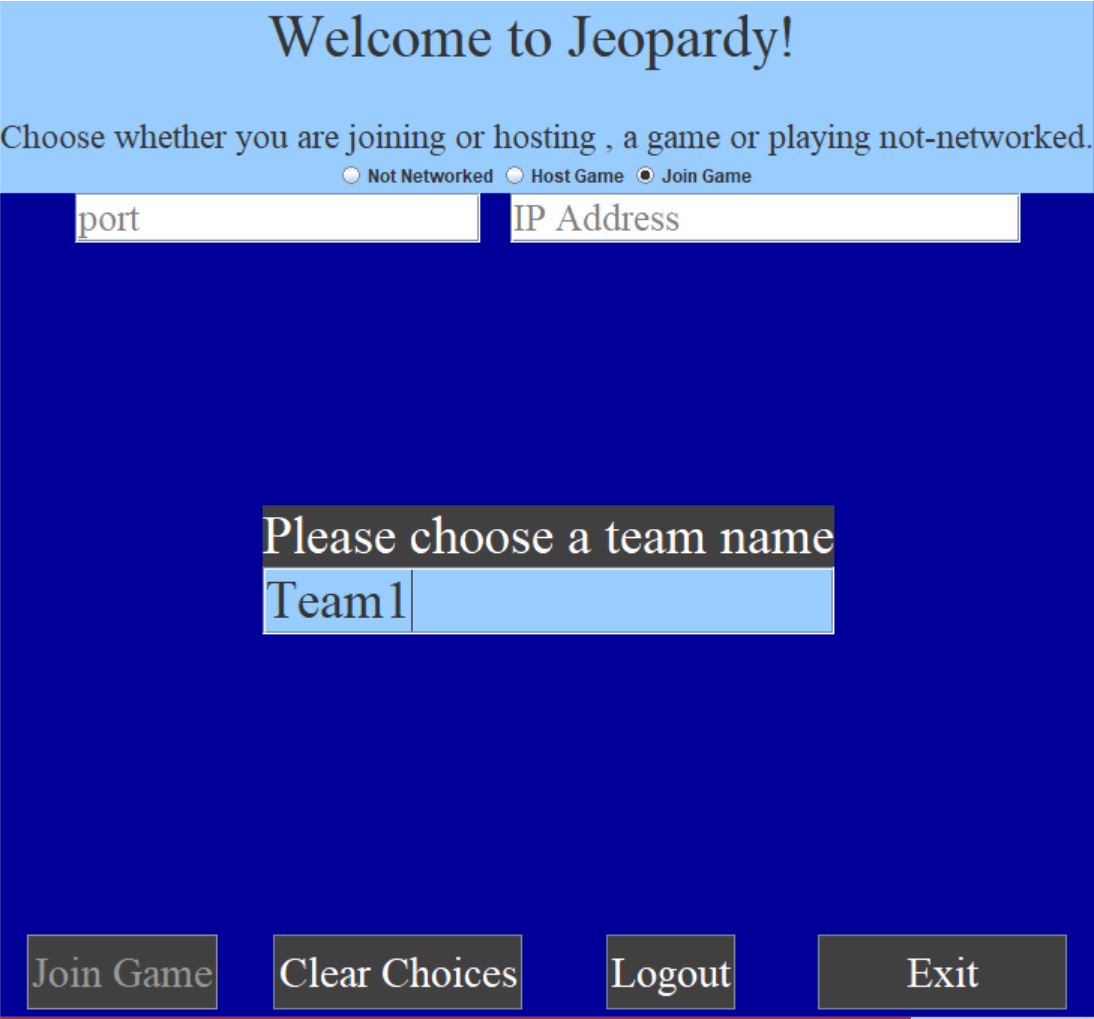 Welcome to Jeopardy!
Choose whether you are joining or hosting , a game or playing not-networked.
Not Networked Host Game Join Game
port IP Address
Please choose a team name
Team1
Join Game Clear Choices Logout Exit